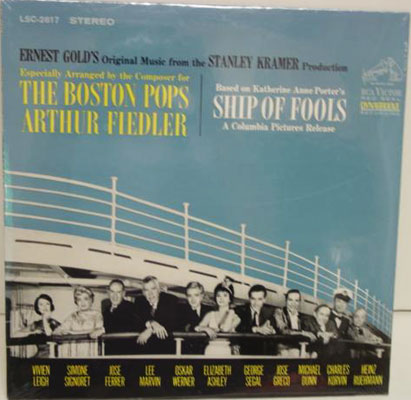 LSC-2817 STEREO
ERNEST GOLD'S Original Music from the STANLEY KRAMER Production
Especially Arranged by the Composer for
THE BOSTON POPS
ARTHUR FIEDLER
Based on Katherine Anne Porter's
SHIP OF FOOLS
A Columbia Pictures Release
RCA VICTOR
RED SEAL
DYNAGROOVE
VIVIEN LEIGH
SIMONE SIGNORET
JOSE FERRER
LEE MARVIN
OSKAR WERNER
ELIZABETH ASHLEY
GEORGE SEGAL
JOSE GRECO
MICHAEL DUNN
CHARLES KORVIN
HEINZ RUEHMANN